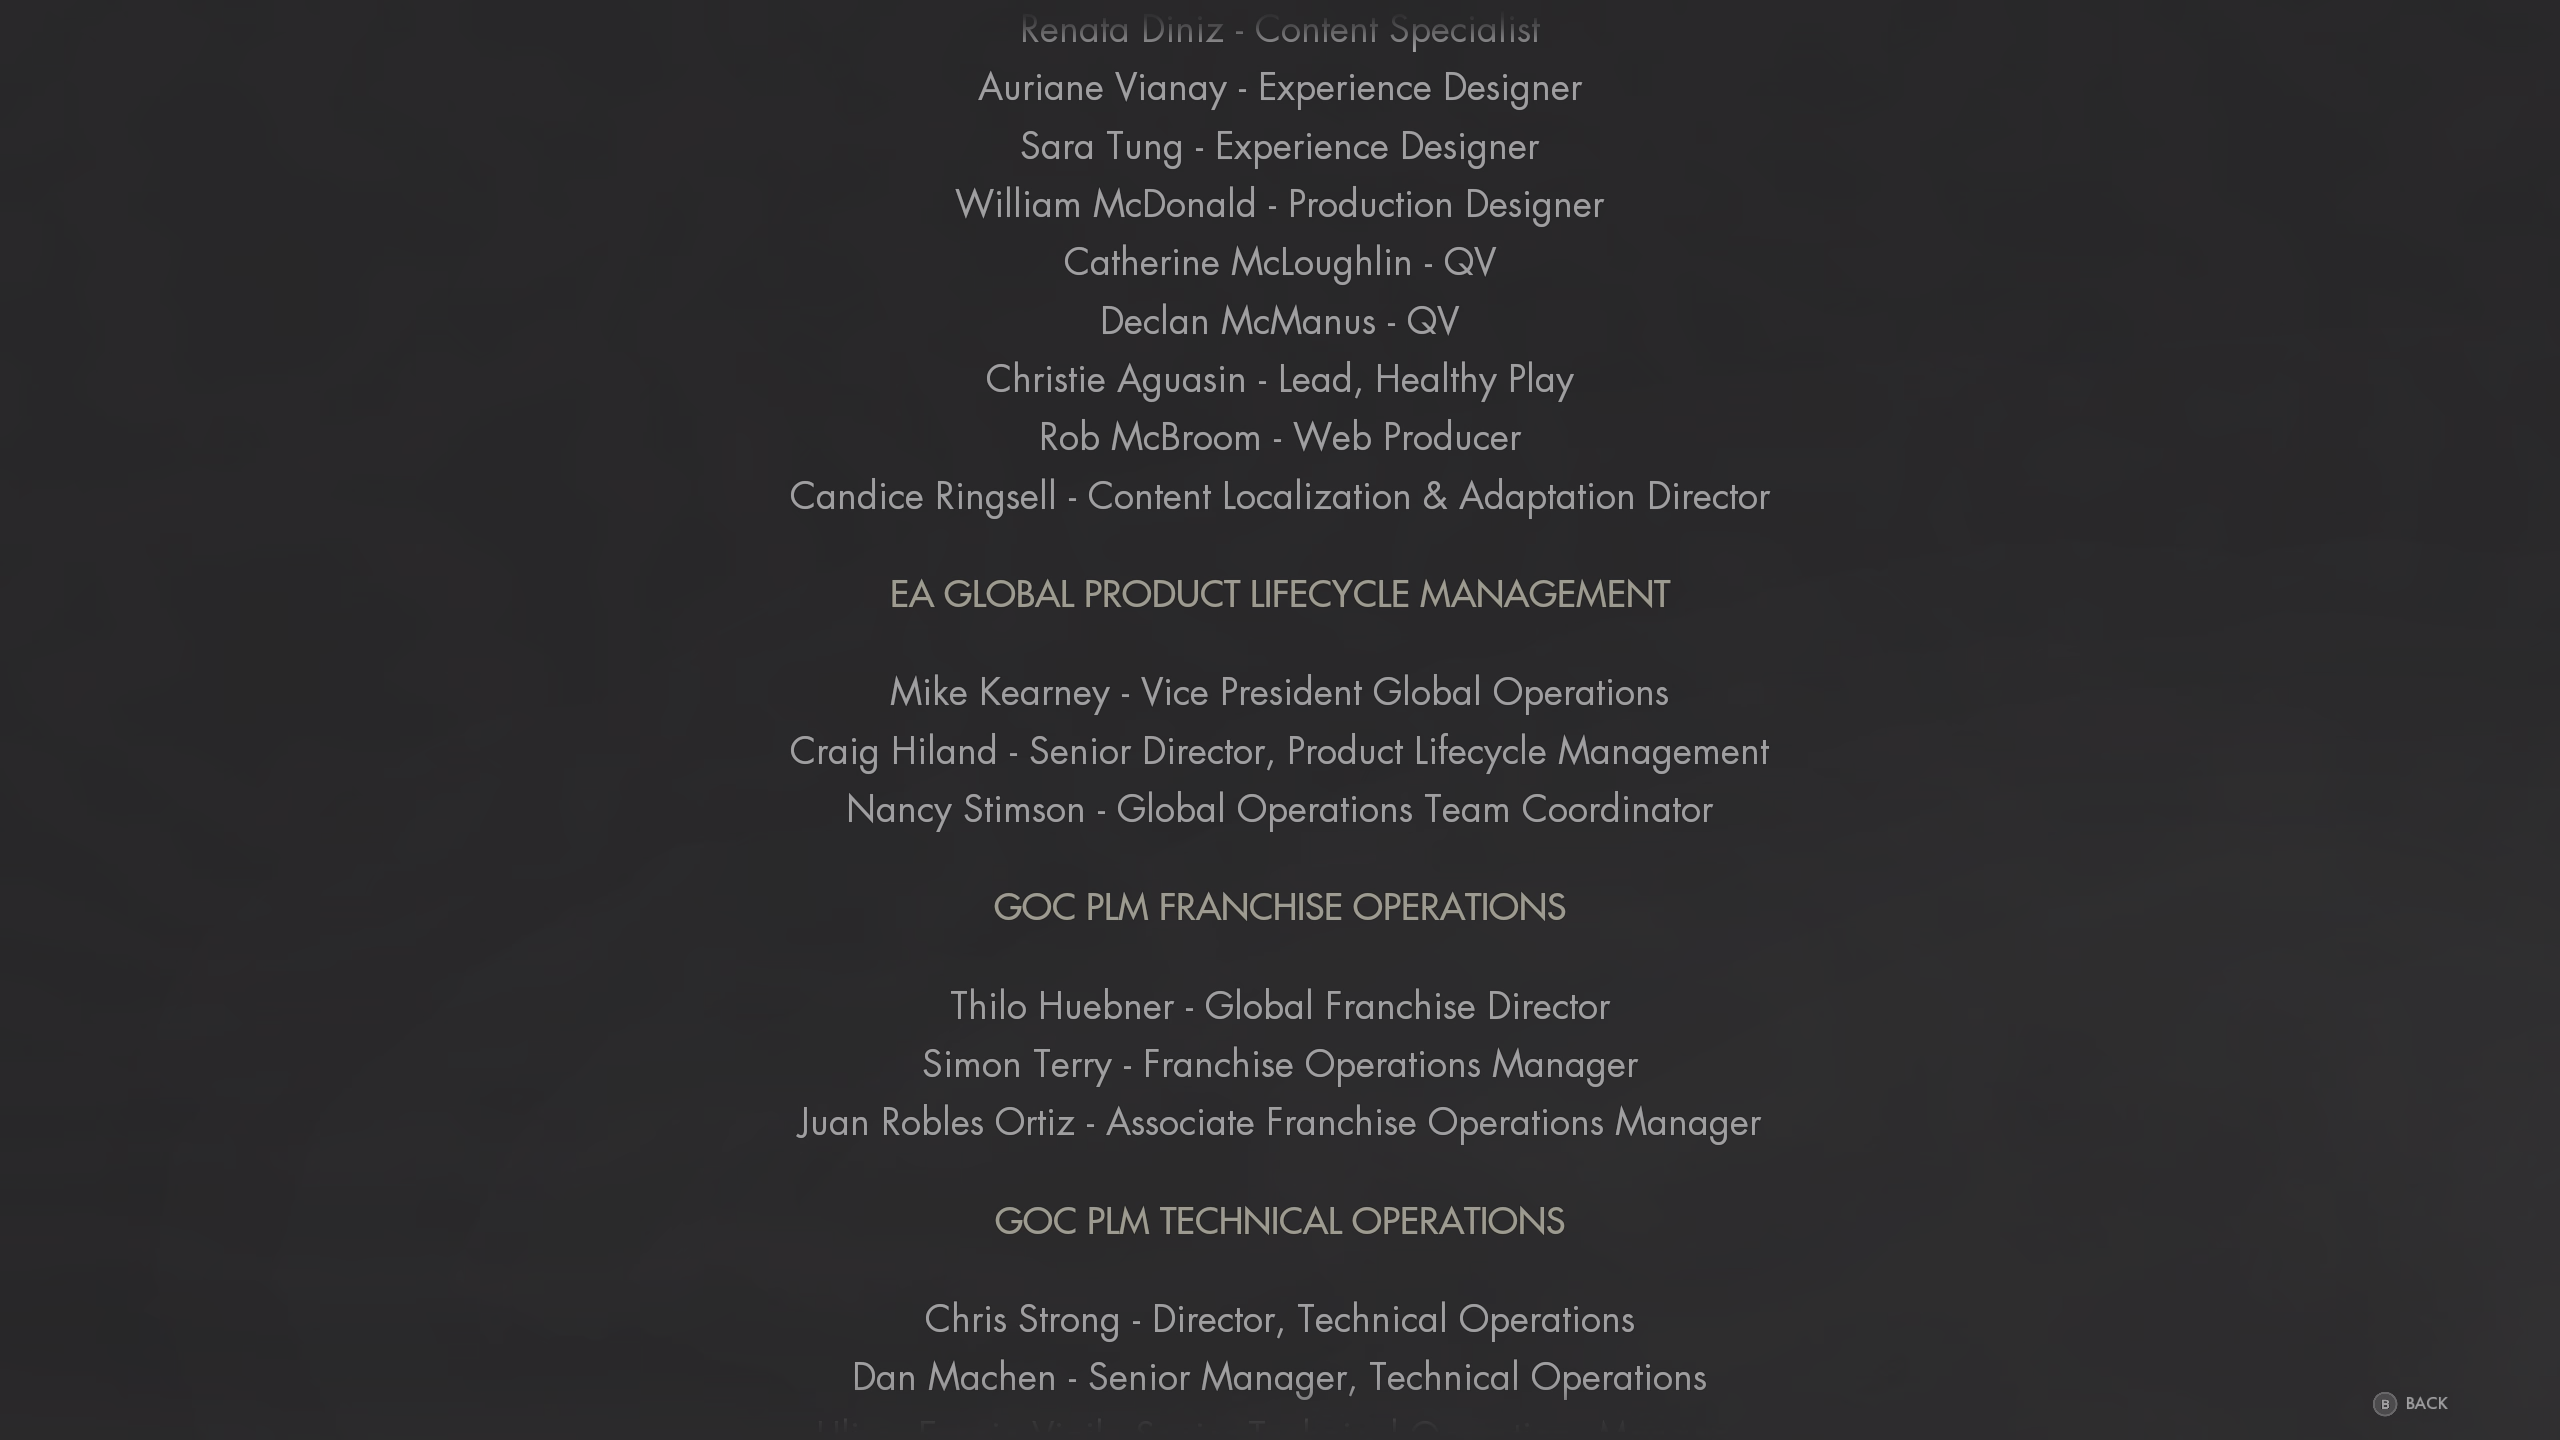 Renata Diniz - Content Specialist
Auriane Vianay - Experience Designer
Sara Tung - Experience Designer
William McDonald - Production Designer
Catherine McLoughlin - QV
Declan McManus - QV
Christie Aguasin - Lead, Healthy Play
Rob McBroom - Web Producer
Candice Ringsell - Content Localization & Adaptation Director
EA GLOBAL PRODUCT LIFECYCLE MANAGEMENT
Mike Kearney - Vice President Global Operations
Craig Hiland - Senior Director, Product Lifecycle Management
Nancy Stimson - Global Operations Team Coordinator
GOC PLM FRANCHISE OPERATIONS
Thilo Huebner - Global Franchise Director
Simon Terry - Franchise Operations Manager
Juan Robles Ortiz - Associate Franchise Operations Manager
GOC PLM TECHNICAL OPERATIONS
Chris Strong - Director, Technical Operations
Dan Machen - Senior Manager, Technical Operations
B BACK